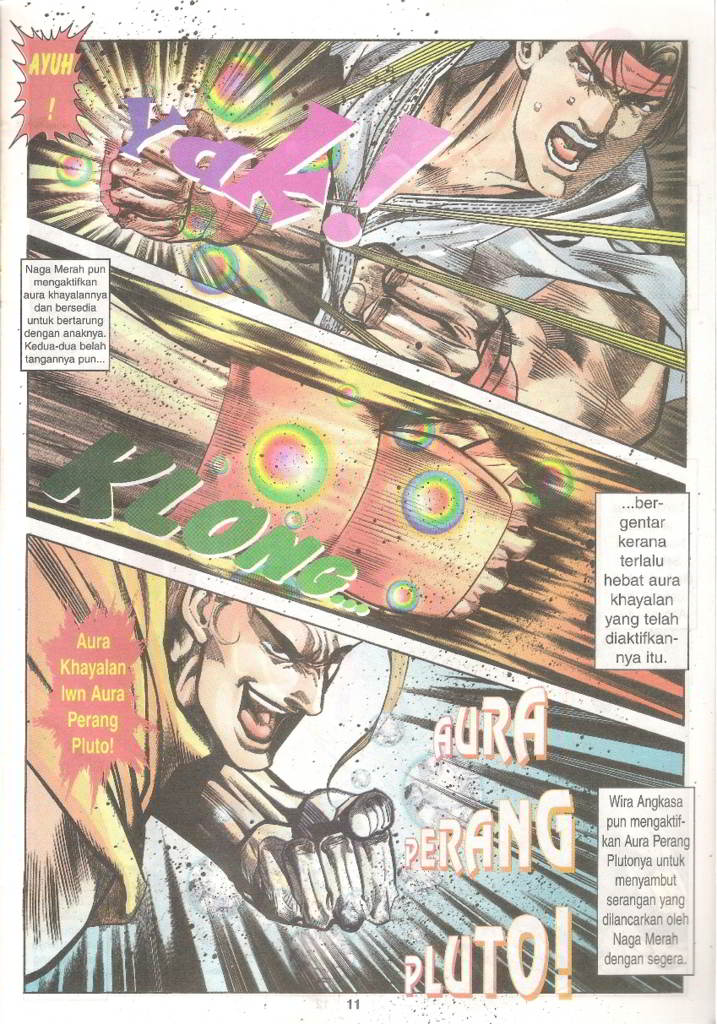 AYUH
!
Yak!
Naga Merah pun
mengaktifkan
aura khayalannya
dan bersedia
untuk bertarung
dengan anaknya.
Kedua-dua belah
tangannya pun...
KLONG...
...ber-
gentar
kerana
terlalu
hebat aura
khayalan
yang telah
diaktifkan-
nya itu.
Aura
Khayalan
lwn Aura
Perang
Pluto!
AURA
PERANG
PLUTO!
Wira Angkasa
pun mengaktif-
kan Aura Perang
Plutonya untuk
menyambut
serangan yang
dilancarkan oleh
Naga Merah
dengan segera.
11